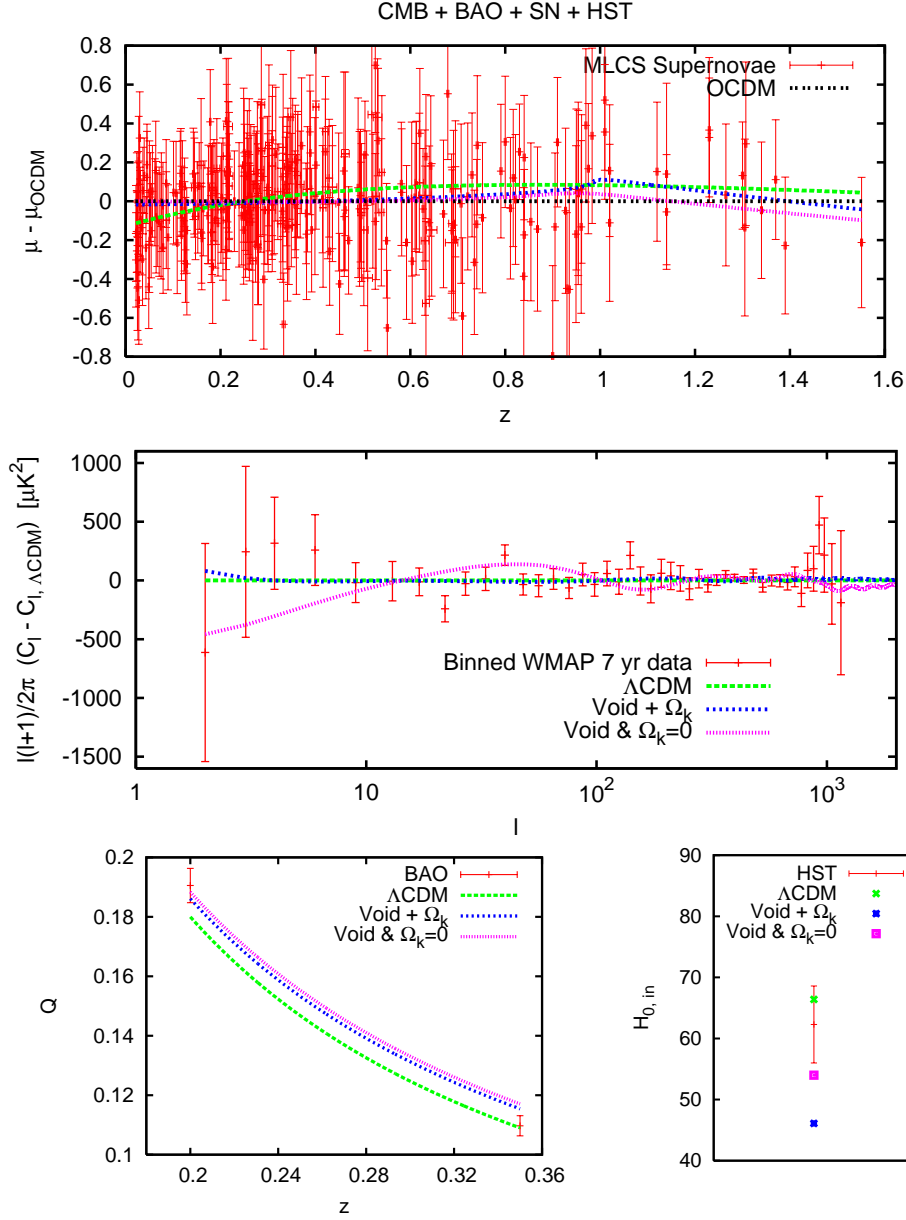 CMB + BAO + SN + HST
0.8
0.6
0.4
0.2
0
-0.2
-0.4
-0.6
-0.8
μ - μOCDM
MLCS Supernovae
OCDM
0 0.2 0.4 0.6 0.8 1 1.2 1.4 1.6
z
1000
500
0
-500
-1000
-1500
l(l+1)/2π (Cl - Cl, ΛCDM) [μK²]
Binned WMAP 7 yr data
ΛCDM
Void + Ωk
Void & Ωk=0
1 10 10² 10³
l
0.2
0.18
0.16
0.14
0.12
0.1
Q
BAO
ΛCDM
Void + Ωk
Void & Ωk=0
0.2 0.24 0.28 0.32 0.36
z
90
80
70
60
50
40
H0, in
HST
ΛCDM
Void + Ωk
Void & Ωk=0